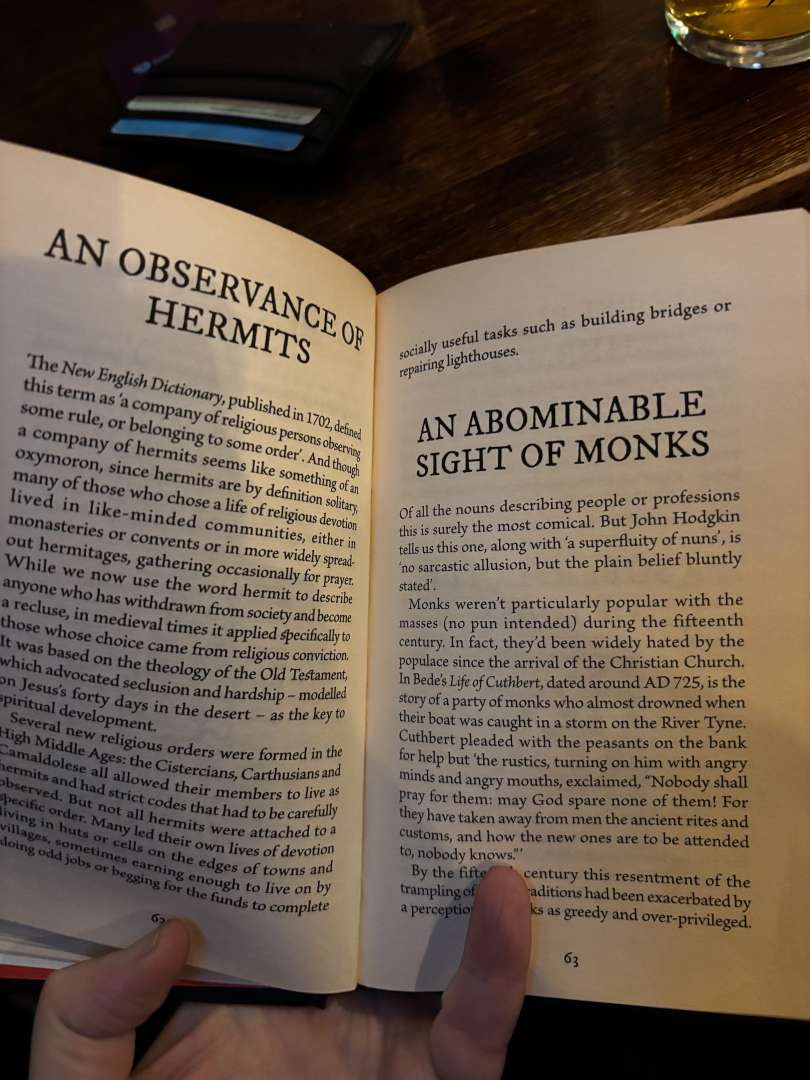 AN OBSERVANCE OF
HERMITS
The New English Dictionary, published in 1702, defined
this term as ‘a company of religious persons observing
some rule, or belonging to some order’. And though
a company of hermits seems like something of an
oxymoron, since hermits are by definition solitary,
many of those who chose a life of religious devotion
lived in like-minded communities, either in
monasteries or convents or in more widely spread-
out hermitages, gathering occasionally for prayer.
While we now use the word hermit to describe
anyone who has withdrawn from society and become
a recluse, in medieval times it applied specifically to
those whose choice came from religious conviction.
It was based on the theology of the Old Testament,
which advocated seclusion and hardship – modelled
on Jesus’s forty days in the desert – as the key to
spiritual development.
Several new religious orders were formed in the
High Middle Ages: the Cistercians, Carthusians and
Camaldolese all allowed their members to live as
hermits and had strict codes that had to be carefully
observed. But not all hermits were attached to a
specific order. Many led their own lives of devotion
living in huts or cells on the edges of towns and
villages, sometimes earning enough to live on by
doing odd jobs or begging for the funds to complete
socially useful tasks such as building bridges or
repairing lighthouses.
AN ABOMINABLE
SIGHT OF MONKS
Of all the nouns describing people or professions
this is surely the most comical. But John Hodgkin
tells us this one, along with ‘a superfluity of nuns’, is
‘no sarcastic allusion, but the plain belief bluntly
stated’.
Monks weren’t particularly popular with the
masses (no pun intended) during the fifteenth
century. In fact, they’d been widely hated by the
populace since the arrival of the Christian Church.
In Bede’s Life of Cuthbert, dated around AD 725, is the
story of a party of monks who almost drowned when
their boat was caught in a storm on the River Tyne.
Cuthbert pleaded with the peasants on the bank
for help but ‘the rustics, turning on him with angry
minds and angry mouths, exclaimed, “Nobody shall
pray for them: may God spare none of them! For
they have taken away from men the ancient rites and
customs, and how the new ones are to be attended
to, nobody knows.”’
By the century this resentment of the
trampling of traditions had been exacerbated by
a perception as greedy and over-privileged.
63